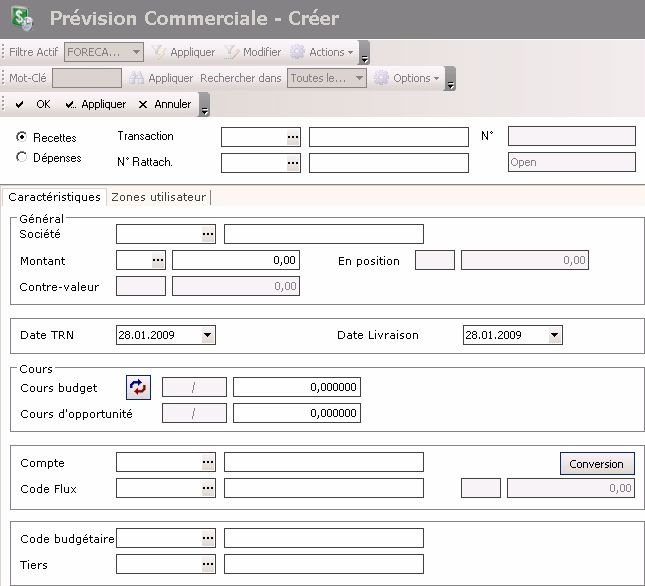 Prévision Commerciale - Créer
Filtre Actif FORECA... Appliquer Modifier Actions
Mot-Clé Appliquer Rechercher dans Toutes le... Options
OK Appliquer Annuler
Recettes Transaction ... N°
Dépenses N° Rattach. ... Open
Caractéristiques Zones utilisateur
Général
Société ...
Montant ... 0,00 En position 0,00
Contre-valeur 0,00
Date TRN 28.01.2009 Date Livraison 28.01.2009
Cours
Cours budget / 0,000000
Cours d'opportunité / 0,000000
Compte ... Conversion
Code Flux ... 0,00
Code budgétaire ...
Tiers ...